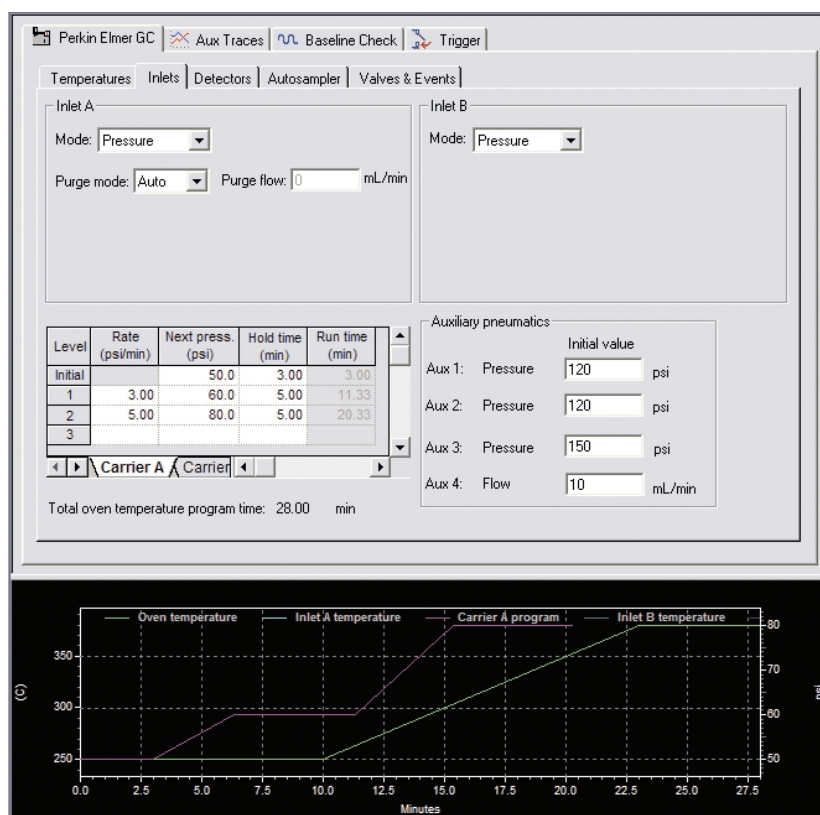 Perkin Elmer GC Aux Traces Baseline Check Trigger
Temperatures Inlets Detectors Autosampler Valves & Events
Inlet A Inlet B
Mode: Pressure Mode: Pressure
Purge mode: Auto Purge flow: 0 mL/min
Auxiliary pneumatics
Initial value
Level Rate (psi/min) Next press. (psi) Hold time (min) Run time (min)
Initial 50.0 3.00 3.00
1 3.00 60.0 5.00 11.33
2 5.00 80.0 5.00 20.33
3
Carrier A Carrier
Aux 1: Pressure 120 psi
Aux 2: Pressure 120 psi
Aux 3: Pressure 150 psi
Aux 4: Flow 10 mL/min
Total oven temperature program time: 28.00 min
Oven temperature Inlet A temperature Carrier A program Inlet B temperature
80
350
70
(C)
300
60
250
50
psi
0.0 2.5 5.0 7.5 10.0 12.5 15.0 17.5 20.0 22.5 25.0 27.5
Minutes